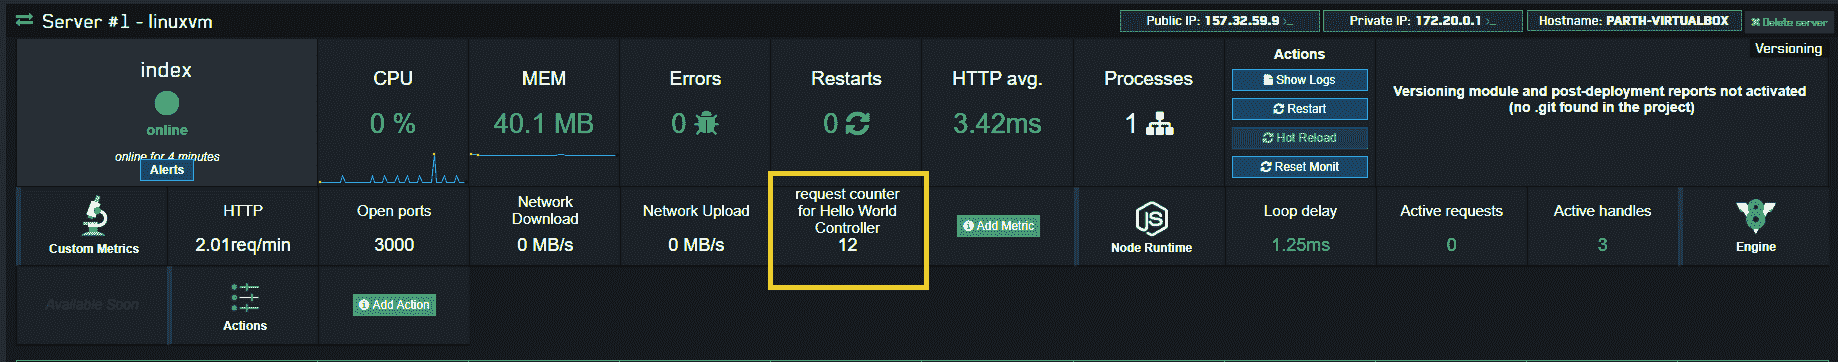 Server #1 - linuxvm
Public IP: 157.32.59.9 >_
Private IP: 172.20.0.1 >_
Hostname: PARTH-VIRTUALBOX
Delete server
index
online
online for 4 minutes
Alerts
CPU
0 %
MEM
40.1 MB
Errors
0
Restarts
0
HTTP avg.
3.42ms
Processes
1
Actions
Show Logs
Restart
Hot Reload
Reset Monit
Versioning
Versioning module and post-deployment reports not activated
(no .git found in the project)
Custom Metrics
HTTP
2.01req/min
Open ports
3000
Network
Download
0 MB/s
Network Upload
0 MB/s
request counter
for Hello World
Controller
12
Add Metric
JS
Node Runtime
Loop delay
1.25ms
Active requests
0
Active handles
3
Engine
Available Soon
Actions
Add Action